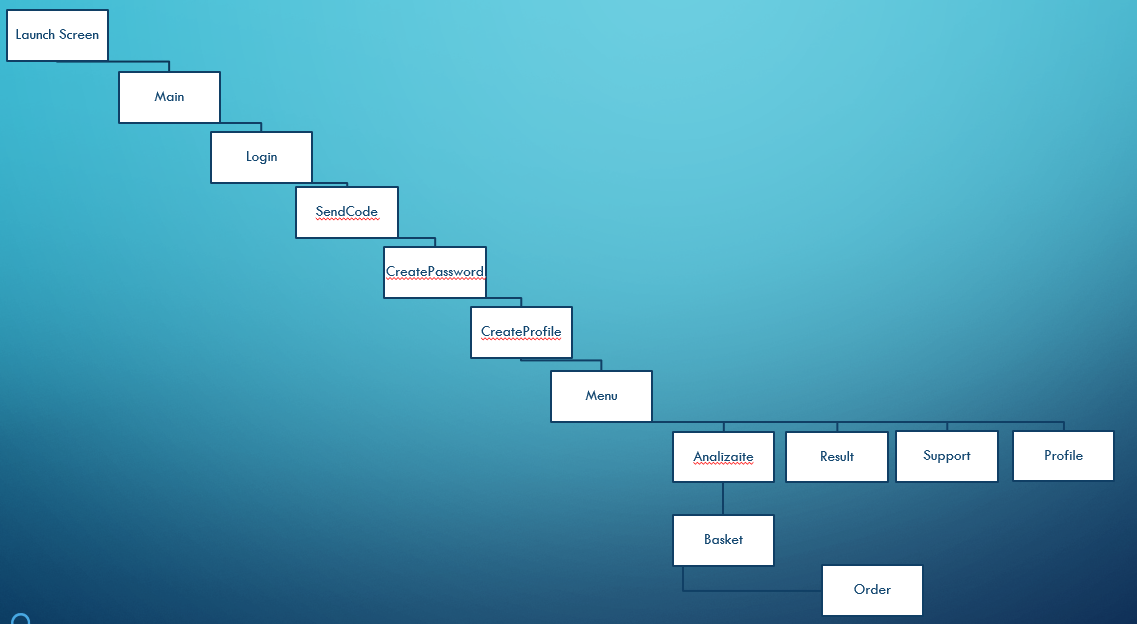 Launch Screen
Main
Login
SendCode
CreatePassword
CreateProfile
Menu
Analizaite
Result
Support
Profile
Basket
Order